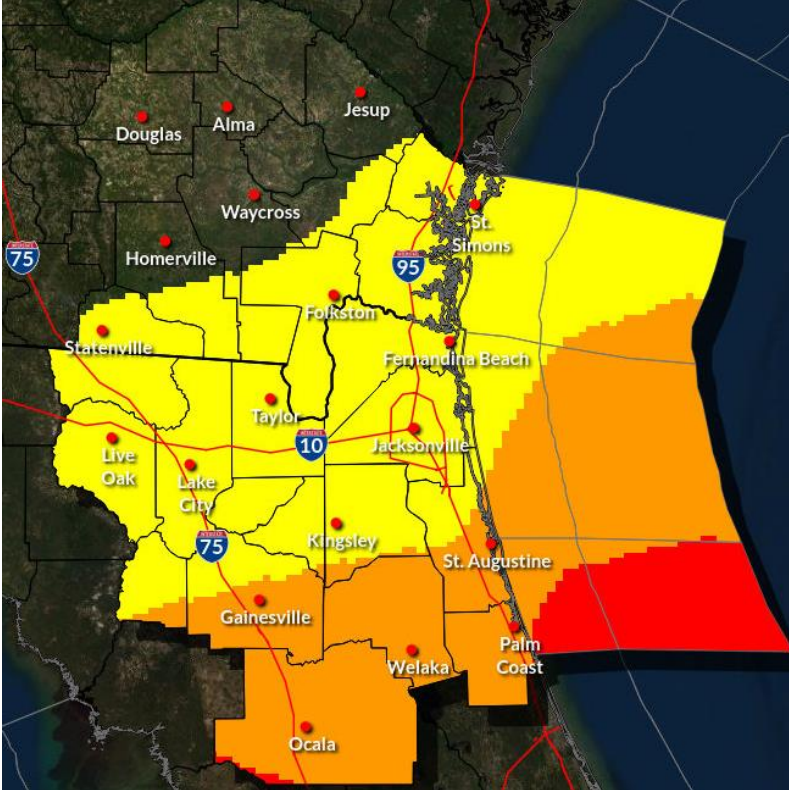 Jesup
Alma
Douglas
Waycross
St.
Simons
75
Homerville
95
Folkston
Statenville
Fernandina Beach
Taylor
10
Jacksonville
Live
Oak
Lake
City
75
Kingsley
St. Augustine
Gainesville
Palm
Coast
Welaka
Ocala